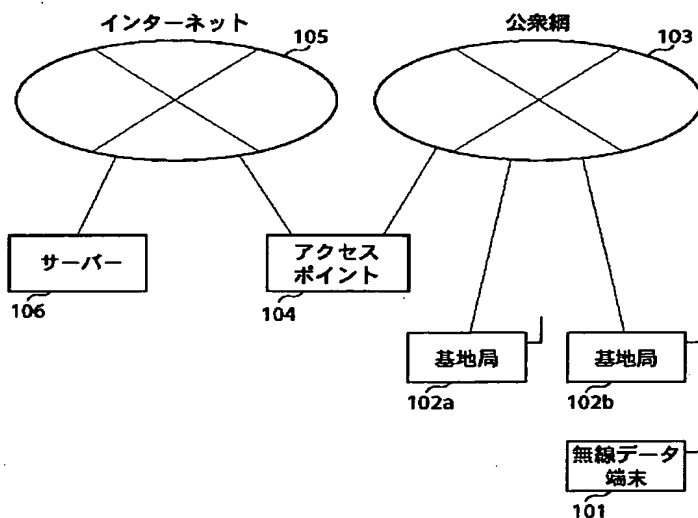 インターネット
105
公衆網
103
サーバー
106
アクセス
ポイント
104
基地局
102a
基地局
102b
無線データ
端末
101